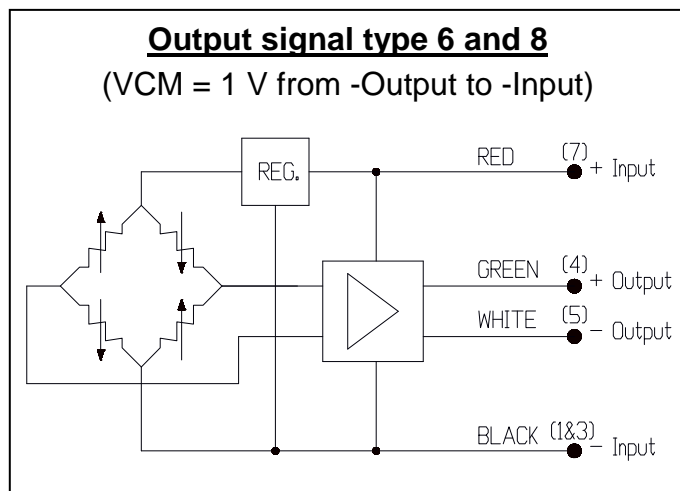 Output signal type 6 and 8
(VCM = 1 V from -Output to -Input)
REG.
RED (7) + Input
GREEN (4) + Output
WHITE (5) - Output
BLACK (1&3) - Input